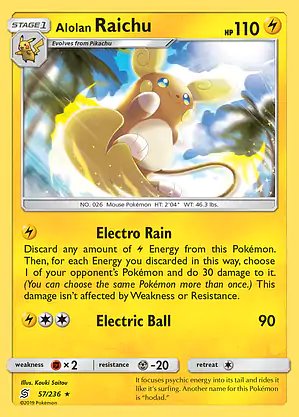 STAGE 1
Alolan Raichu HP 110
Evolves from Pikachu
NO. 026 Mouse Pokémon HT: 2'04" WT: 46.3 lbs.
Electro Rain
Discard any amount of Energy from this Pokémon.
Then, for each Energy you discarded in this way, choose
1 of your opponent's Pokémon and do 30 damage to it.
(You can choose the same Pokémon more than once.) This
damage isn't affected by Weakness or Resistance.
Electric Ball 90
weakness × 2 resistance -20 retreat
Illus. Kouki Saitou
57/236
©2019 Pokémon
It focuses psychic energy into its tail and rides it
like it's surfing. Another name for this Pokémon
is "hodad."